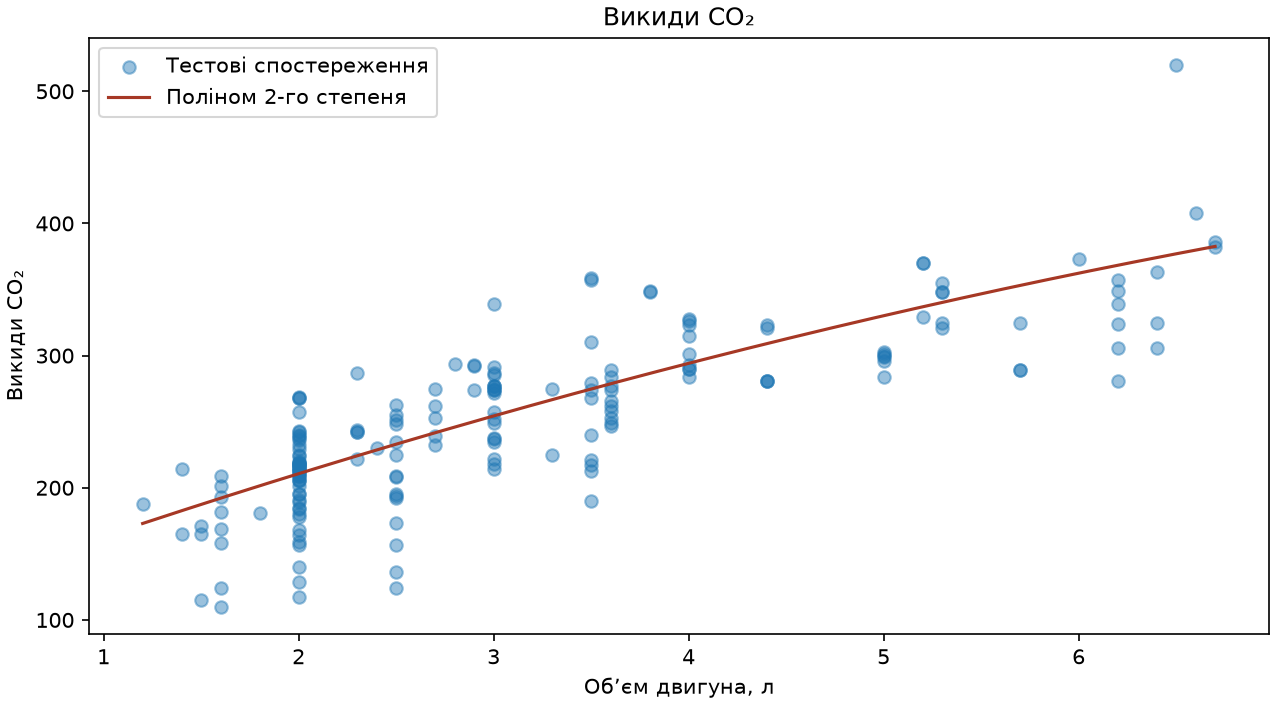 Викиди CO₂
Тестові спостереження
Поліном 2-го степеня
Викиди CO₂
500
400
300
200
100
1 2 3 4 5 6
Об’єм двигуна, л